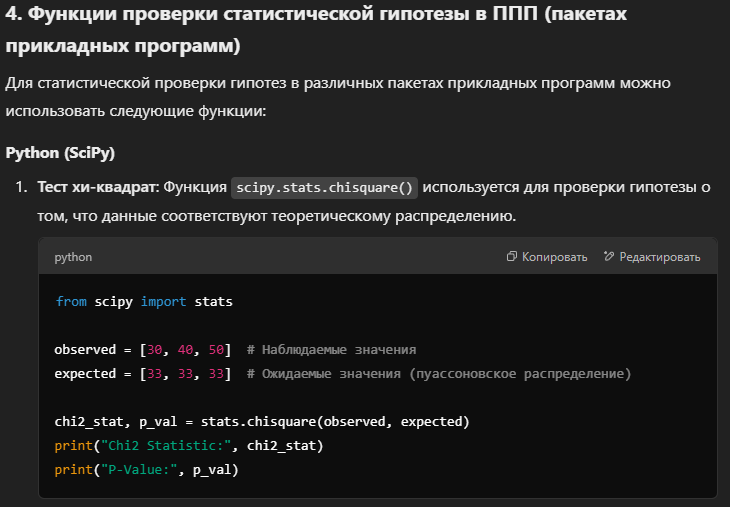 4. Функции проверки статистической гипотезы в ППП (пакетах
прикладных программ)
Для статистической проверки гипотез в различных пакетах прикладных программ можно
использовать следующие функции:
Python (SciPy)
1. Тест хи-квадрат: Функция scipy.stats.chisquare() используется для проверки гипотезы о
том, что данные соответствуют теоретическому распределению.
python Копировать Редактировать
from scipy import stats
observed = [30, 40, 50] # Наблюдаемые значения
expected = [33, 33, 33] # Ожидаемые значения (пуассоновское распределение)
chi2_stat, p_val = stats.chisquare(observed, expected)
print("Chi2 Statistic:", chi2_stat)
print("P-Value:", p_val)